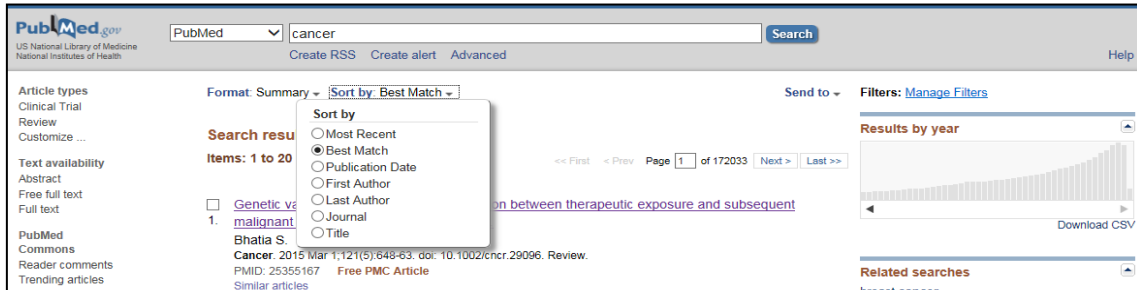 PubMed.gov
US National Library of Medicine
National Institutes of Health
PubMed
cancer
Search
Create RSS Create alert Advanced
Help
Article types
Clinical Trial
Review
Customize ...
Text availability
Abstract
Free full text
Full text
PubMed
Commons
Reader comments
Trending articles
Format: Summary Sort by: Best Match
Send to
Sort by
Most Recent
Best Match
Publication Date
First Author
Last Author
Journal
Title
Search resu
Items: 1 to 20
<< First < Prev Page 1 of 172033 Next > Last >>
1.
Genetic va on between therapeutic exposure and subsequent
malignant
Bhatia S.
Cancer. 2015 Mar 1;121(5):648-63. doi: 10.1002/cncr.29096. Review.
PMID: 25355167 Free PMC Article
Similar articles
Filters: Manage Filters
Results by year
Download CSV
Related searches